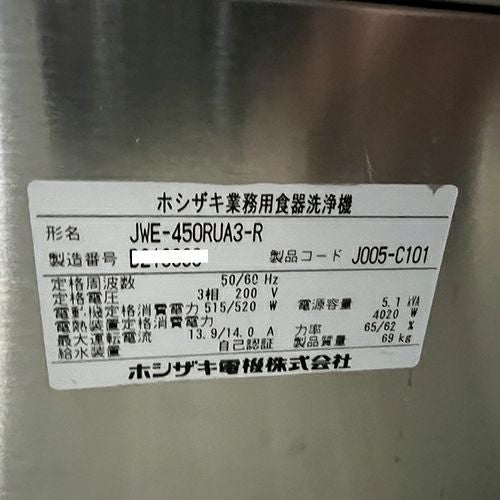 ホシザキ業務用食器洗浄機
形名 JWE-450RUA3-R
製造番号 製品コード J005-C101
定格周波数 50/60 Hz
定格電圧 3相 200 V
電動機定格消費電力 515/520 W 電源容量 5.1 kVA
電熱装置定格消費電力 4020 W
最大運転電流 13.9/14.0 A 力率 65/62 %
給水装置 自己認証 製品質量 69 kg
ホシザキ電機株式会社